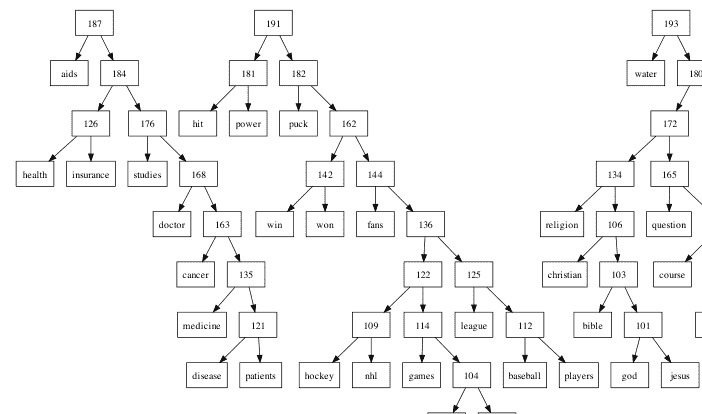 187 191 193
aids 184 181 182 water 180
126 176 hit power puck 162 172
health insurance studies 168 142 144 134 165
doctor 163 win won fans 136 religion 106 question
cancer 135 122 125 christian 103 course
medicine 121 109 114 league 112 bible 101
disease patients hockey nhl games 104 baseball players god jesus